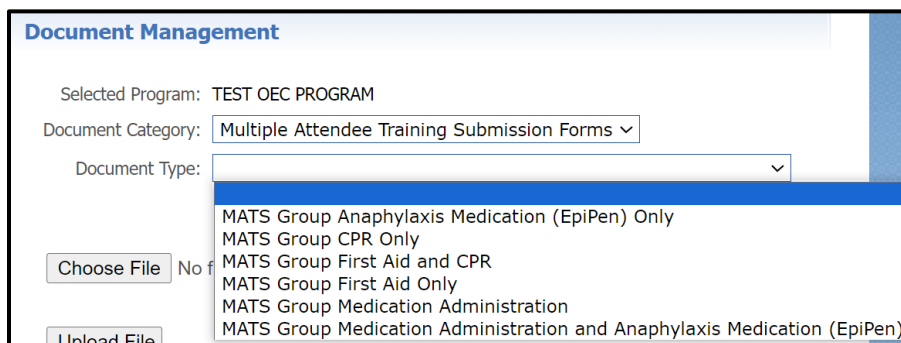 Document Management
Selected Program: TEST OEC PROGRAM
Document Category: Multiple Attendee Training Submission Forms
Document Type:
MATS Group Anaphylaxis Medication (EpiPen) Only
MATS Group CPR Only
MATS Group First Aid and CPR
Choose File No f
MATS Group First Aid Only
MATS Group Medication Administration
MATS Group Medication Administration and Anaphylaxis Medication (EpiPen)
Upload File